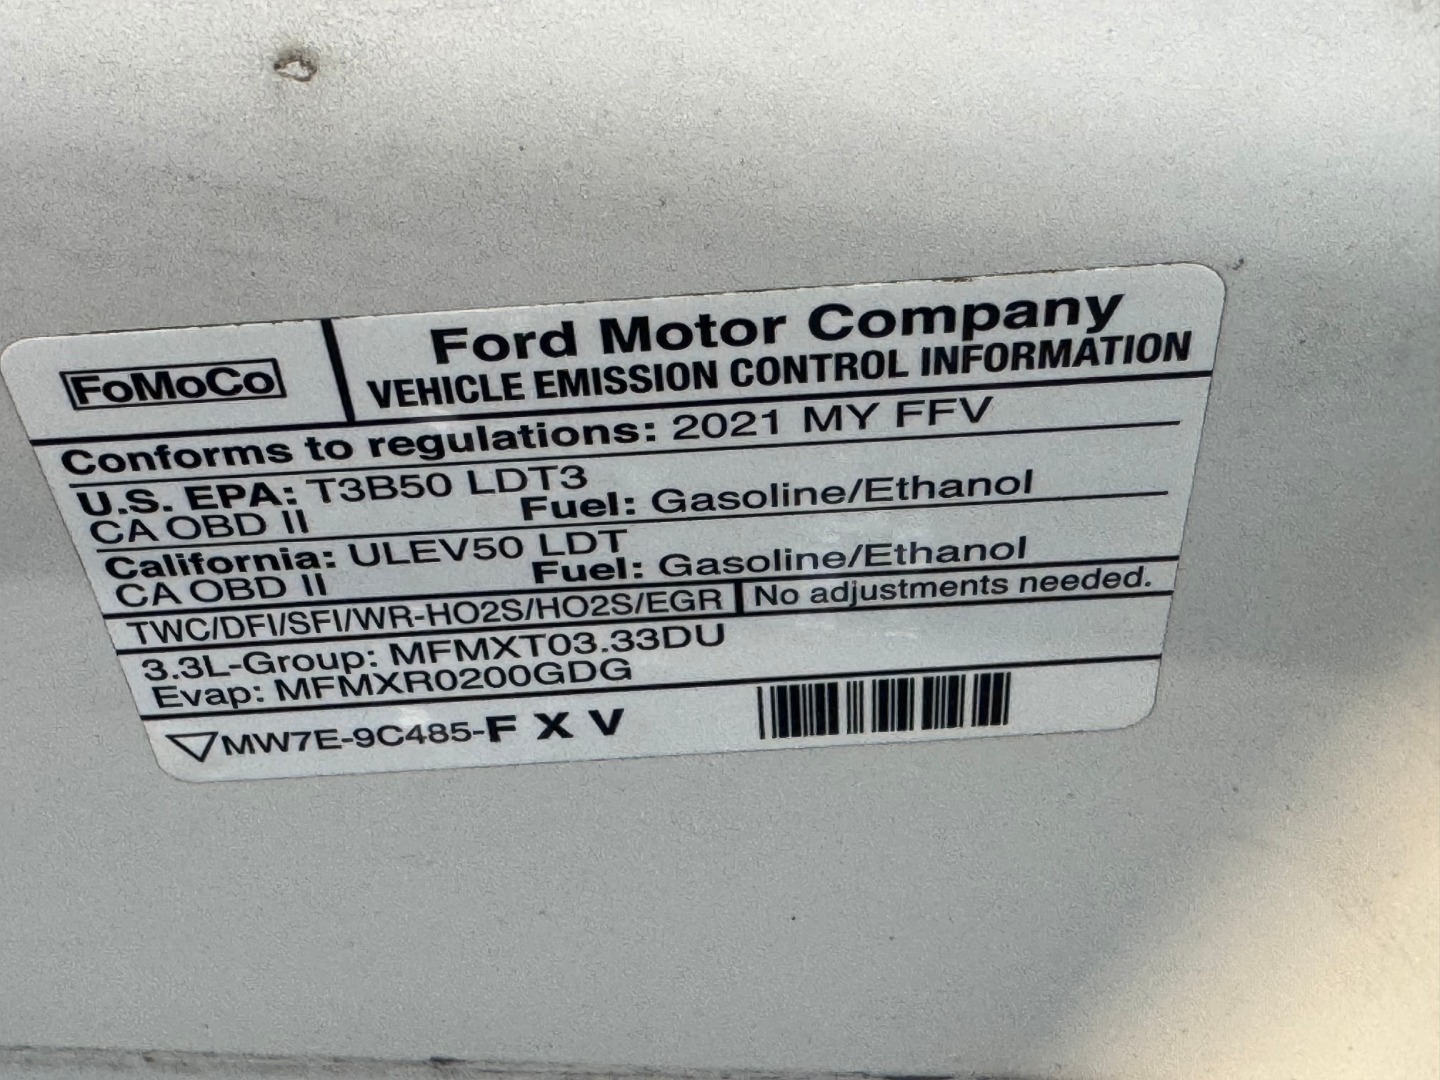 FoMoCo
Ford Motor Company
VEHICLE EMISSION CONTROL INFORMATION
Conforms to regulations: 2021 MY FFV
U.S. EPA: T3B50 LDT3
CA OBD II Fuel: Gasoline/Ethanol
California: ULEV50 LDT
CA OBD II Fuel: Gasoline/Ethanol
TWC/DFI/SFI/WR-HO2S/HO2S/EGR No adjustments needed.
3.3L-Group: MFMXT03.33DU
Evap: MFMXR0200GDG
MW7E-9C485-F X V